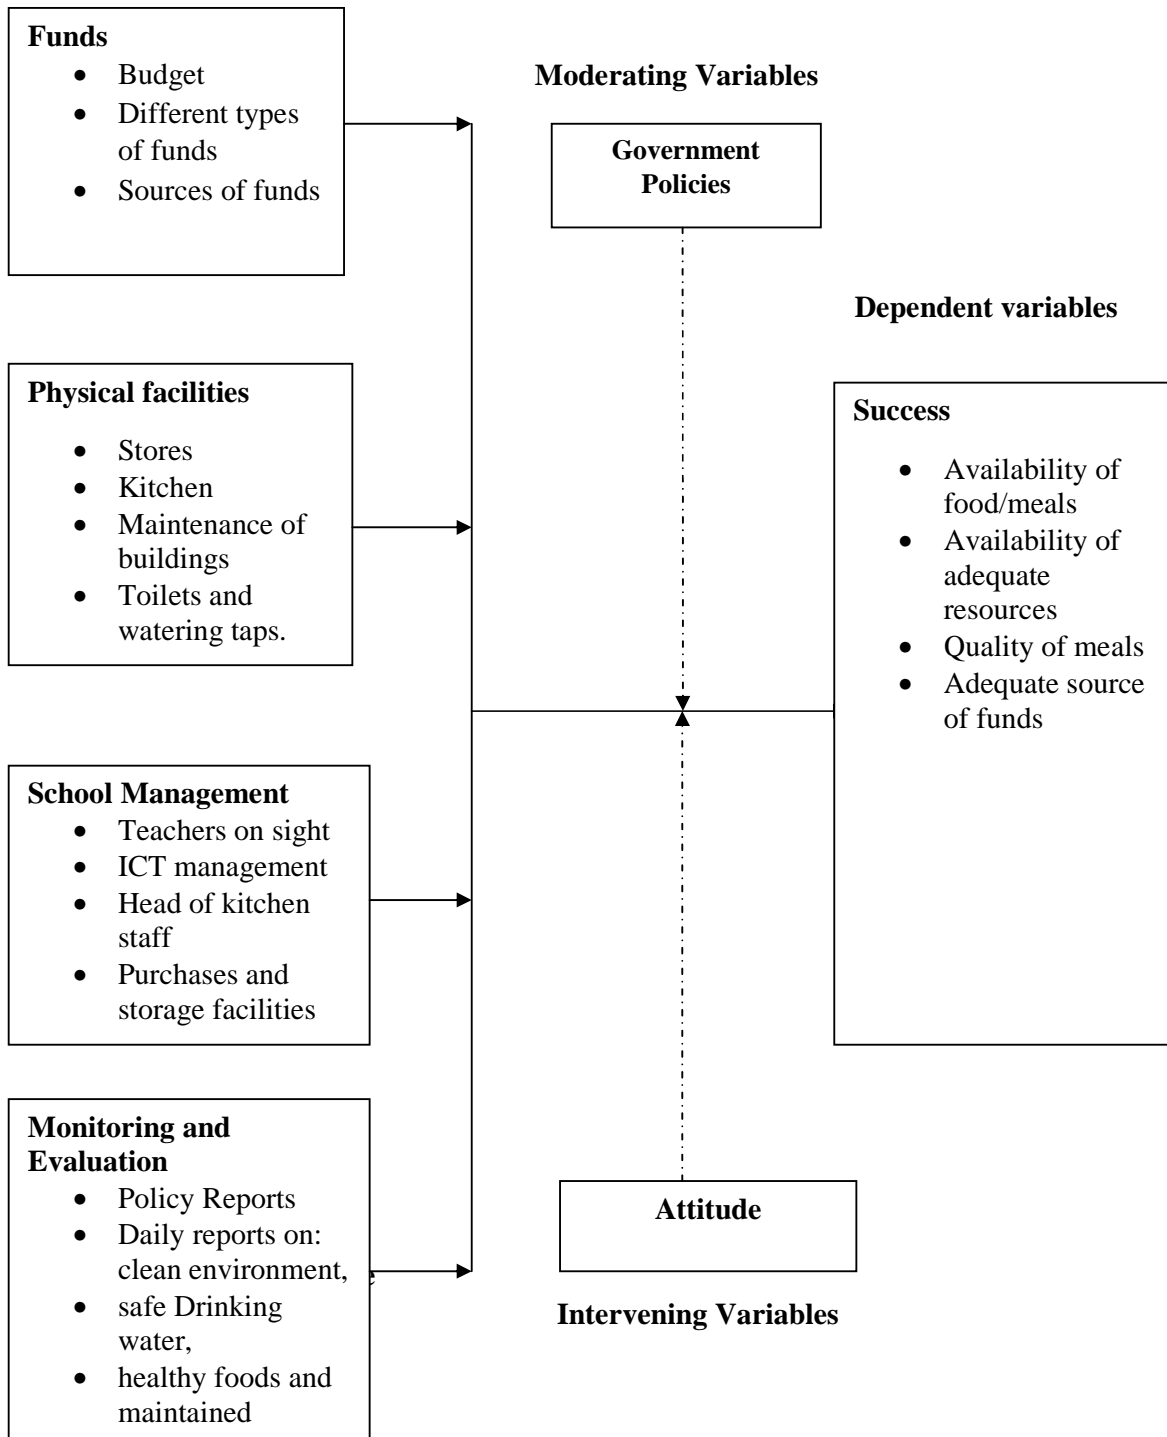 Funds
• Budget
• Different types
of funds
• Sources of funds
Moderating Variables
Government
Policies
Dependent variables
Physical facilities
• Stores
• Kitchen
• Maintenance of
buildings
• Toilets and
watering taps.
Success
• Availability of
food/meals
• Availability of
adequate
resources
• Quality of meals
• Adequate source
of funds
School Management
• Teachers on sight
• ICT management
• Head of kitchen
staff
• Purchases and
storage facilities
Monitoring and
Evaluation
• Policy Reports
• Daily reports on:
clean environment,
• safe Drinking
water,
• healthy foods and
maintained
Attitude
Intervening Variables